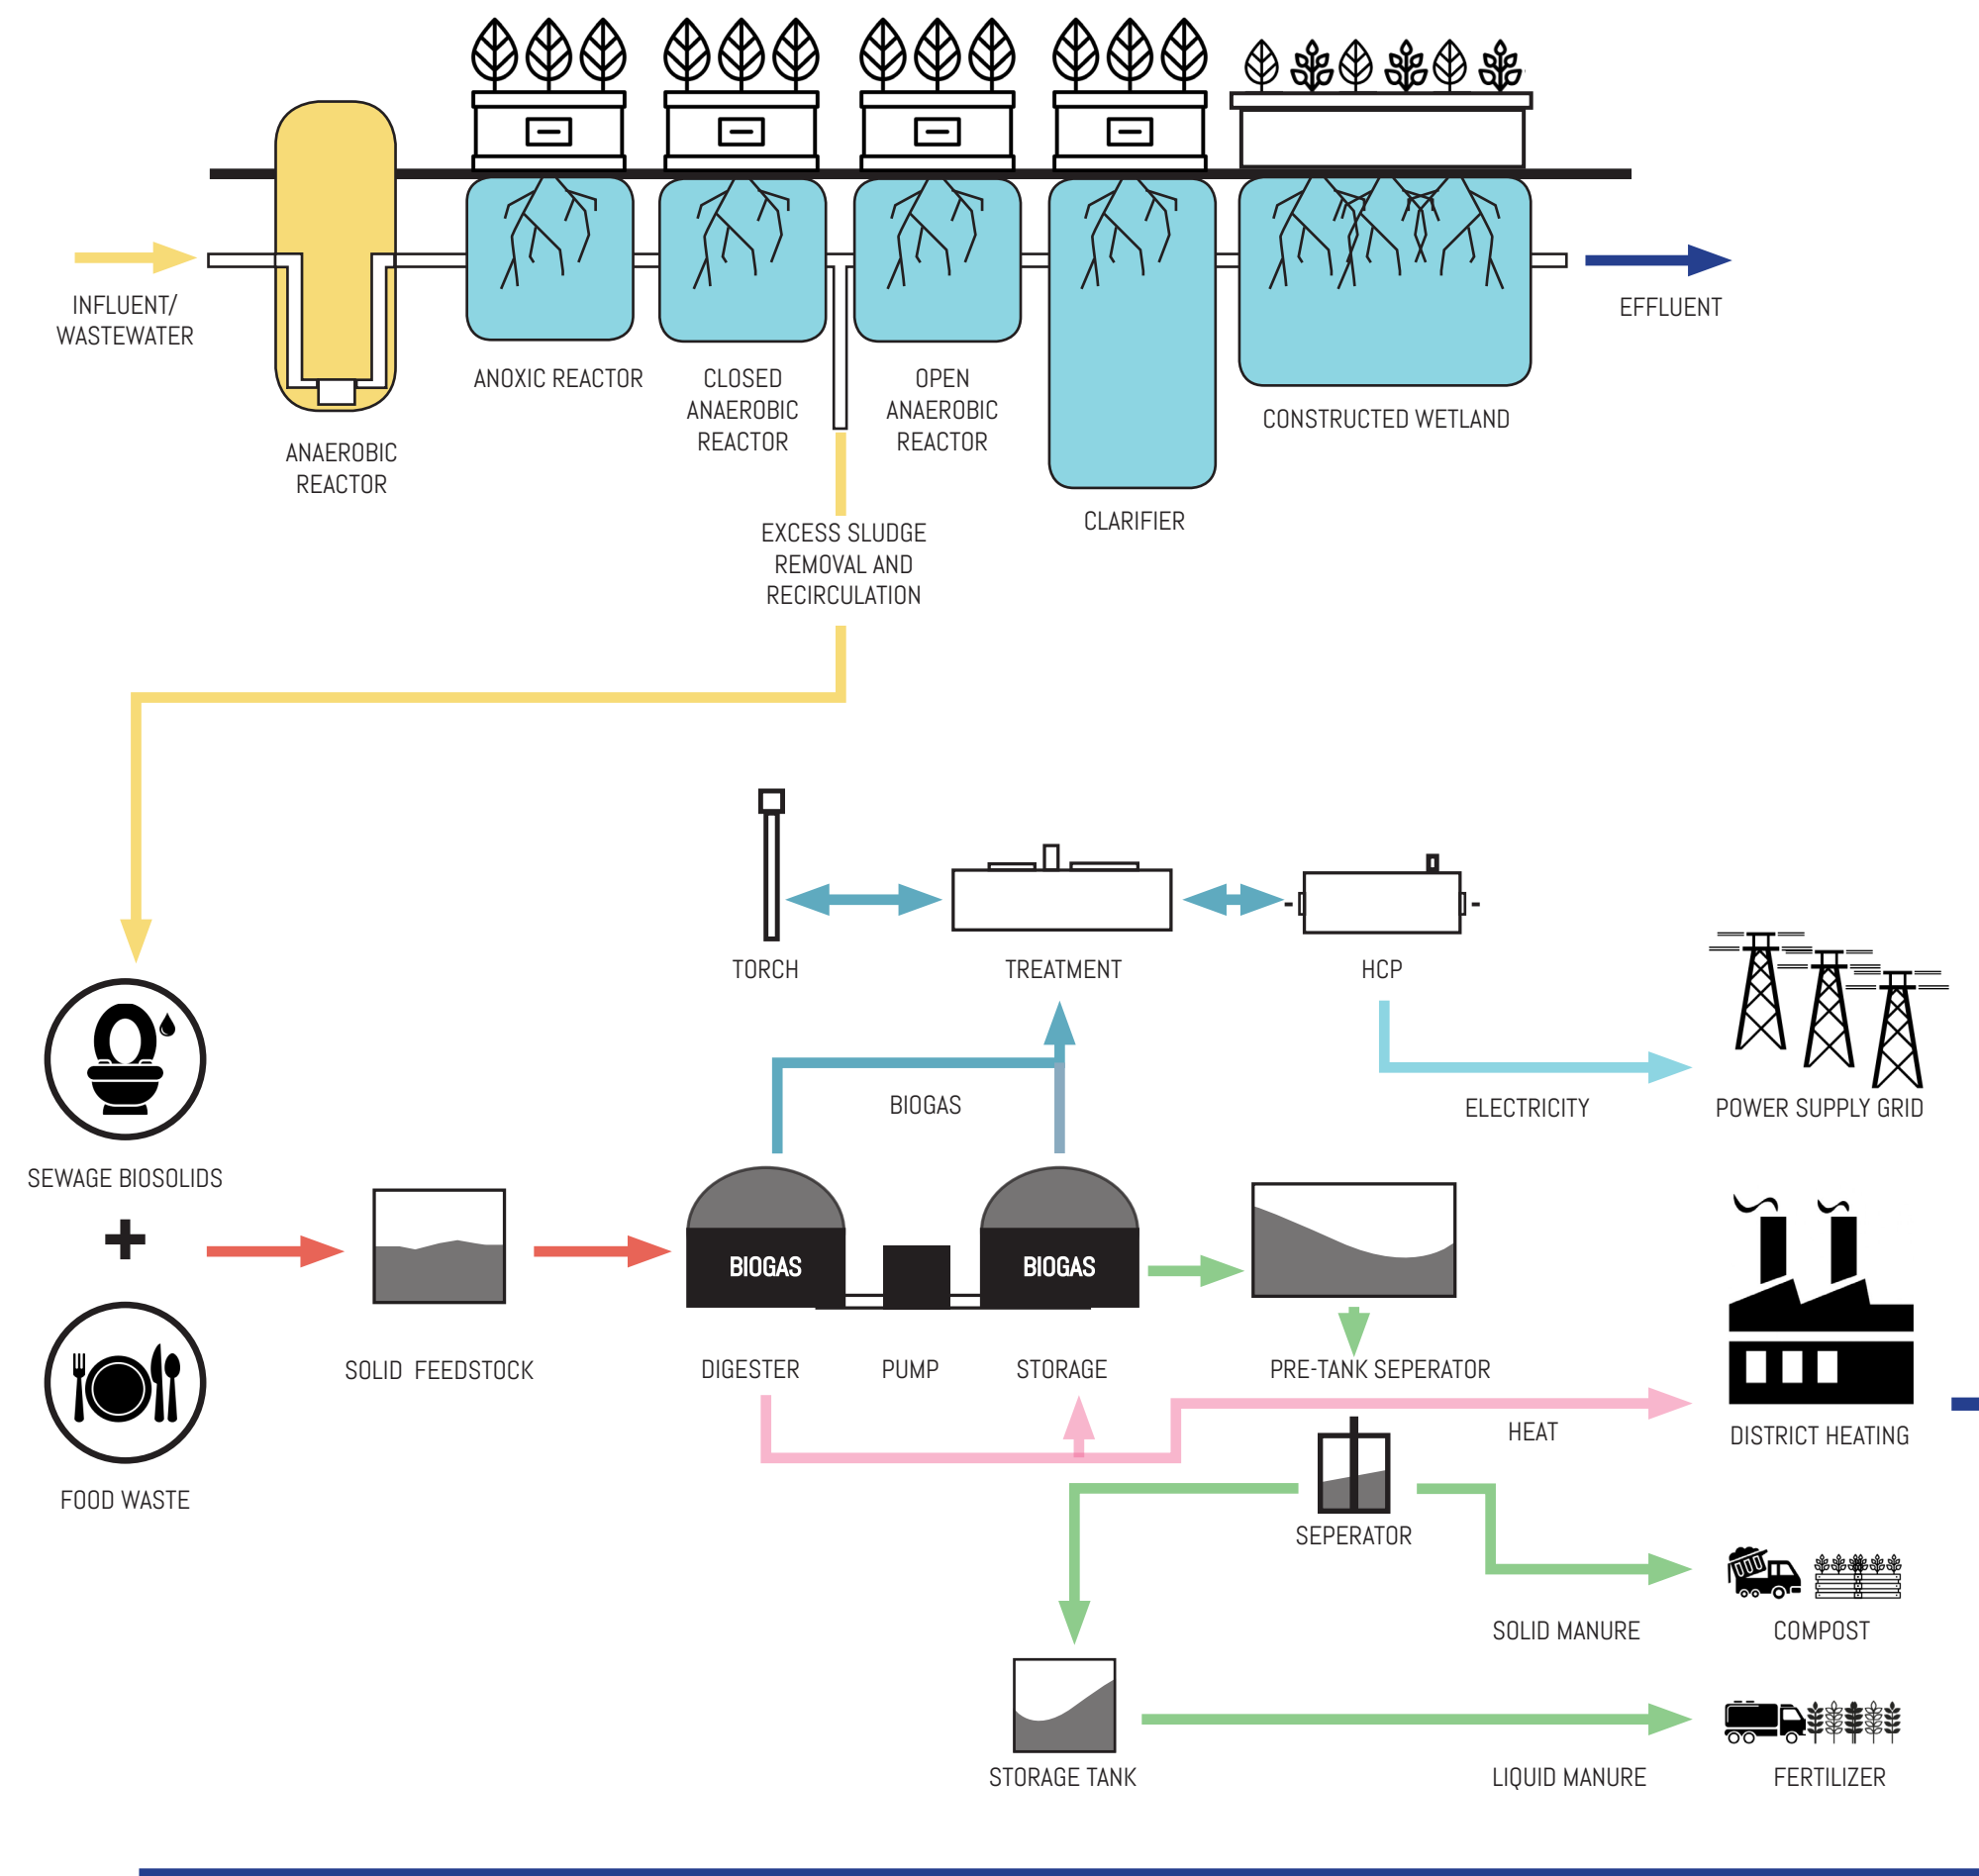 INFLUENT/
WASTEWATER
ANAEROBIC
REACTOR
ANOXIC REACTOR
CLOSED
ANAEROBIC
REACTOR
OPEN
ANAEROBIC
REACTOR
CLARIFIER
CONSTRUCTED WETLAND
EFFLUENT
EXCESS SLUDGE
REMOVAL AND
RECIRCULATION
TORCH
TREATMENT
HCP
BIOGAS
ELECTRICITY
POWER SUPPLY GRID
SEWAGE BIOSOLIDS
+
FOOD WASTE
SOLID FEEDSTOCK
BIOGAS
BIOGAS
DIGESTER
PUMP
STORAGE
PRE-TANK SEPERATOR
HEAT
DISTRICT HEATING
SEPERATOR
SOLID MANURE
COMPOST
STORAGE TANK
LIQUID MANURE
FERTILIZER